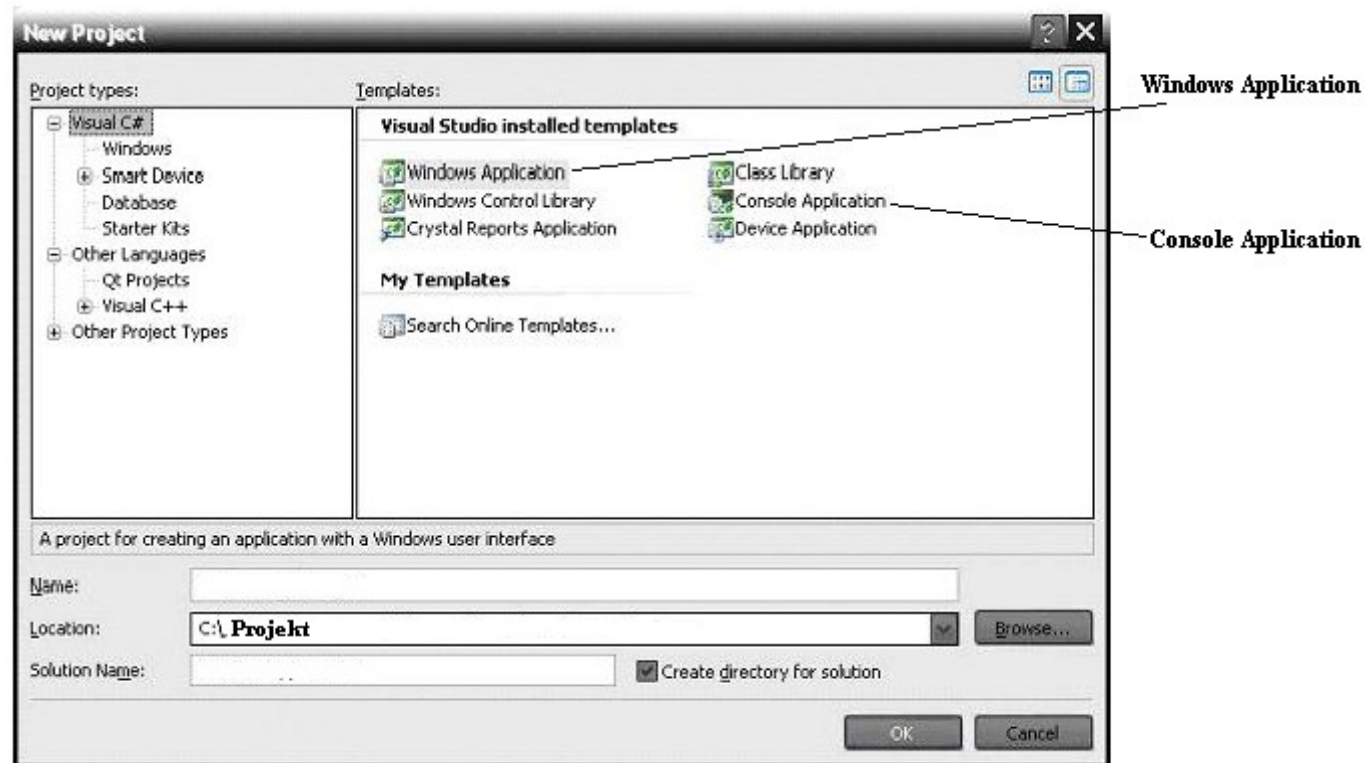 New Project
Project types:
Templates:
Visual C#
Windows
Smart Device
Database
Starter Kits
Other Languages
Qt Projects
Visual C++
Other Project Types
Visual Studio installed templates
Windows Application
Class Library
Windows Control Library
Console Application
Crystal Reports Application
Device Application
My Templates
Search Online Templates...
A project for creating an application with a Windows user interface
Name:
Location:
C:\ Projekt
Browse...
Solution Name:
Create directory for solution
OK
Cancel
Windows Application
Console Application